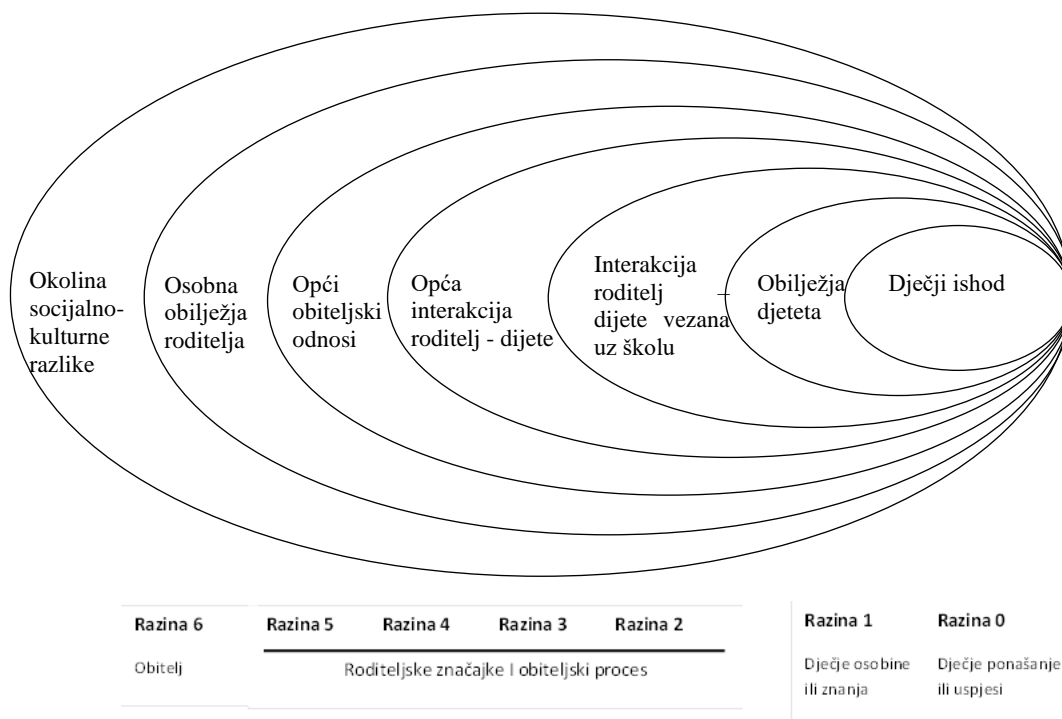 Okolina
socijalno-
kulturne
razlike
Osobna
obilježja
roditelja
Opći
obiteljski
odnosi
Opća
interakcija
roditelj - dijete
Interakcija
roditelj
dijete vezana
uz školu
Obilježja
djeteta
Dječji ishod
Razina 6
Razina 5
Razina 4
Razina 3
Razina 2
Razina 1
Razina 0
Obitelj
Roditeljske značajke I obiteljski proces
Dječje osobine
ili znanja
Dječje ponašanje
ili uspjesi